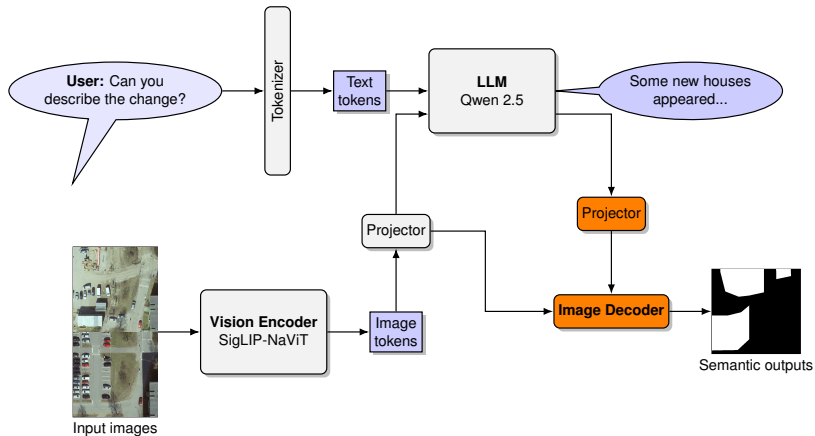 User: Can you
describe the change?
Tokenizer
Text
tokens
LLM
Qwen 2.5
Some new houses
appeared...
Projector
Projector
Input images
Vision Encoder
SigLIP-NaViT
Image
tokens
Image Decoder
Semantic outputs